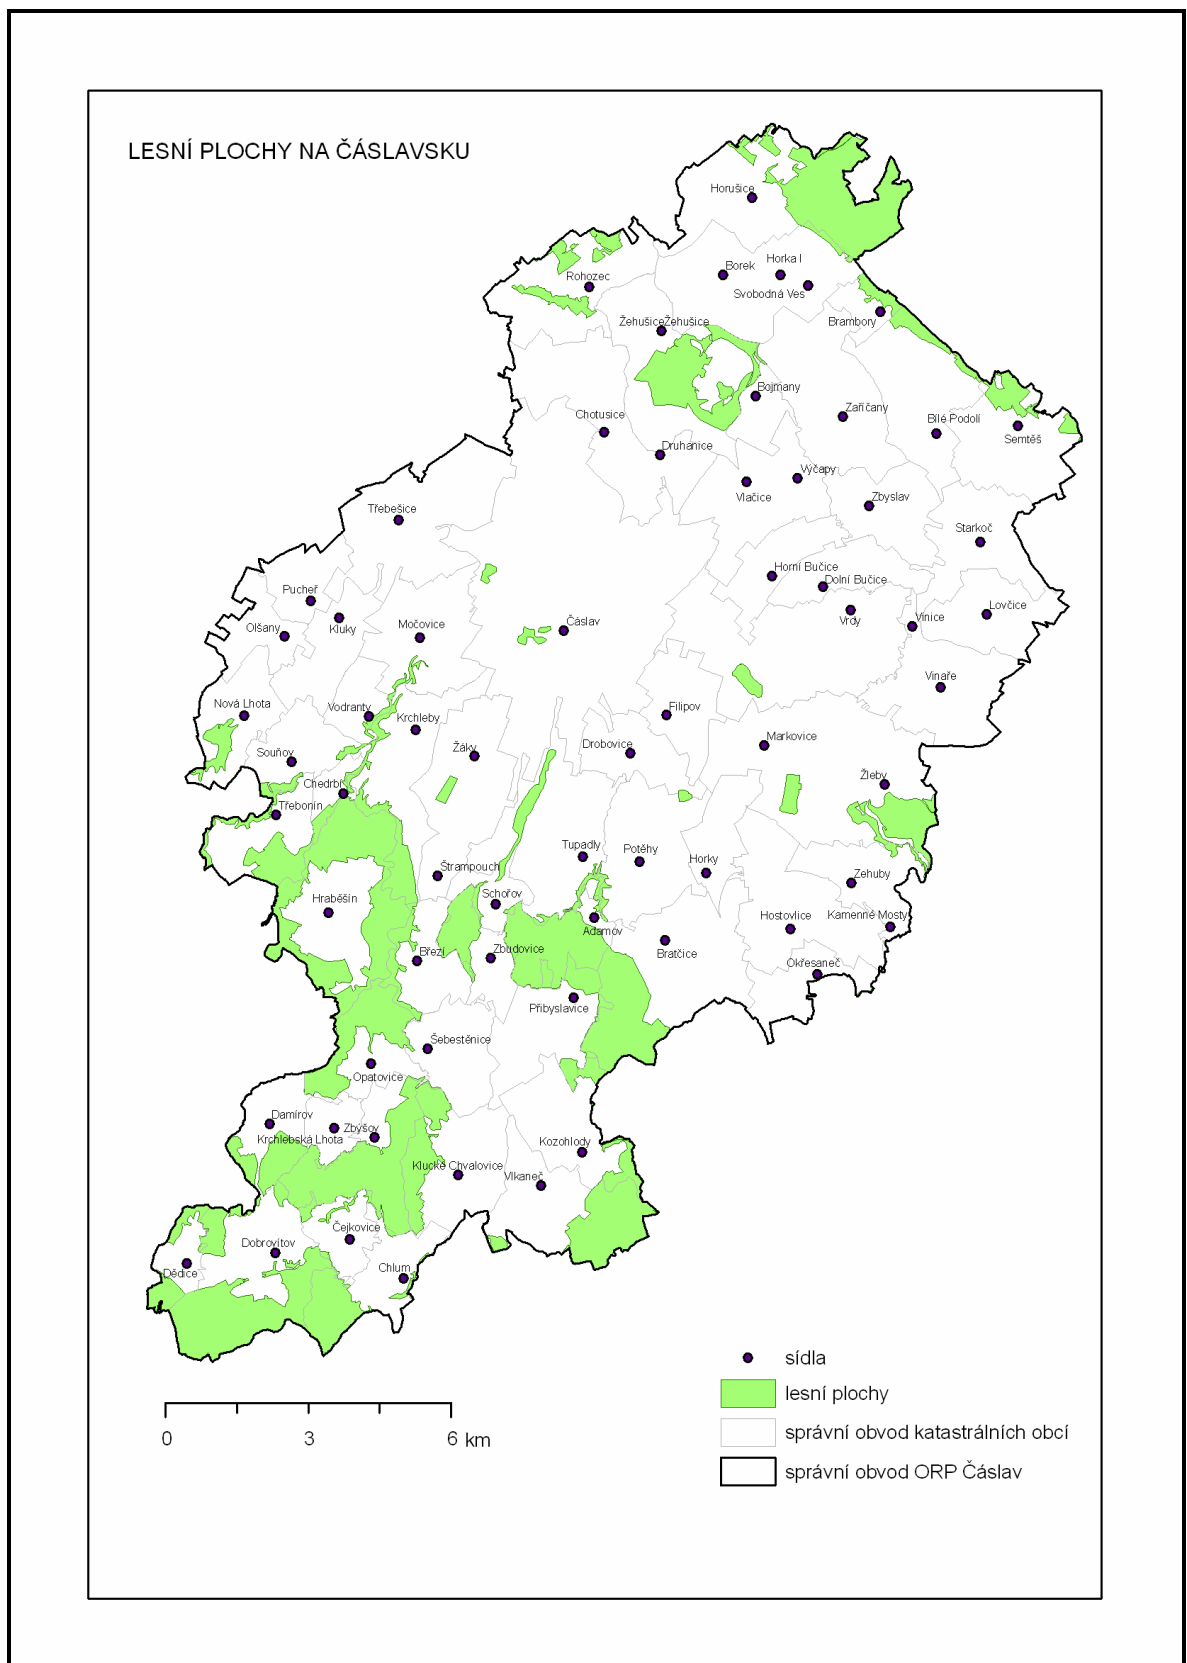 LESNÍ PLOCHY NA ČÁSLAVSKU
Horušice
Borek
Horka I
Rohozec
Svobodná Ves
ŽehušiceŽehušice
Brambory
Bojmany
Chotusice
Zaříčany
Bílé Podolí
Semtěš
Druhanice
Výčapy
Vlačice
Zbyslav
Třebešice
Starkoč
Horní Bučice
Dolní Bučice
Pucheř
Lovčice
Olšany
Kluky
Močovice
Čáslav
Vrdy
Vinice
Vinaře
Nová Lhota
Vodranty
Krchleby
Filipov
Markovice
Souňov
Žáky
Drobovice
Žleby
Chedrbí
Třebonín
Tupadly
Potěhy
Horky
Štrampouch
Zehuby
Schořov
Hraběšín
Hostovlice
Kamenné Mosty
Adamov
Březí
Zbudovice
Bratčice
Okřesaneč
Přibyslavice
Šebestěnice
Opatovice
Damírov
Krchlebská Lhota
Zbýšov
Kozohlody
Klucké Chvalovice
Vlkaneč
Čejkovice
Dobrovítov
Dědice
Chlum
sídla
lesní plochy
správní obvod katastrálních obcí
správní obvod ORP Čáslav
0 3 6 km